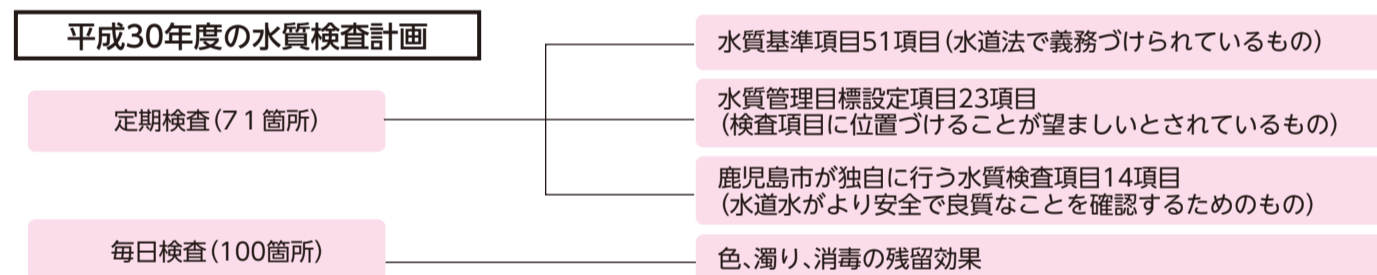 平成30年度の水質検査計画
水質基準項目51項目(水道法で義務づけられているもの)
定期検査(71箇所)
水質管理目標設定項目23項目
(検査項目に位置づけることが望ましいとされているもの)
鹿児島市が独自に行う水質検査項目14項目
(水道水がより安全で良質なことを確認するためのもの)
毎日検査(100箇所)
色、濁り、消毒の残留効果